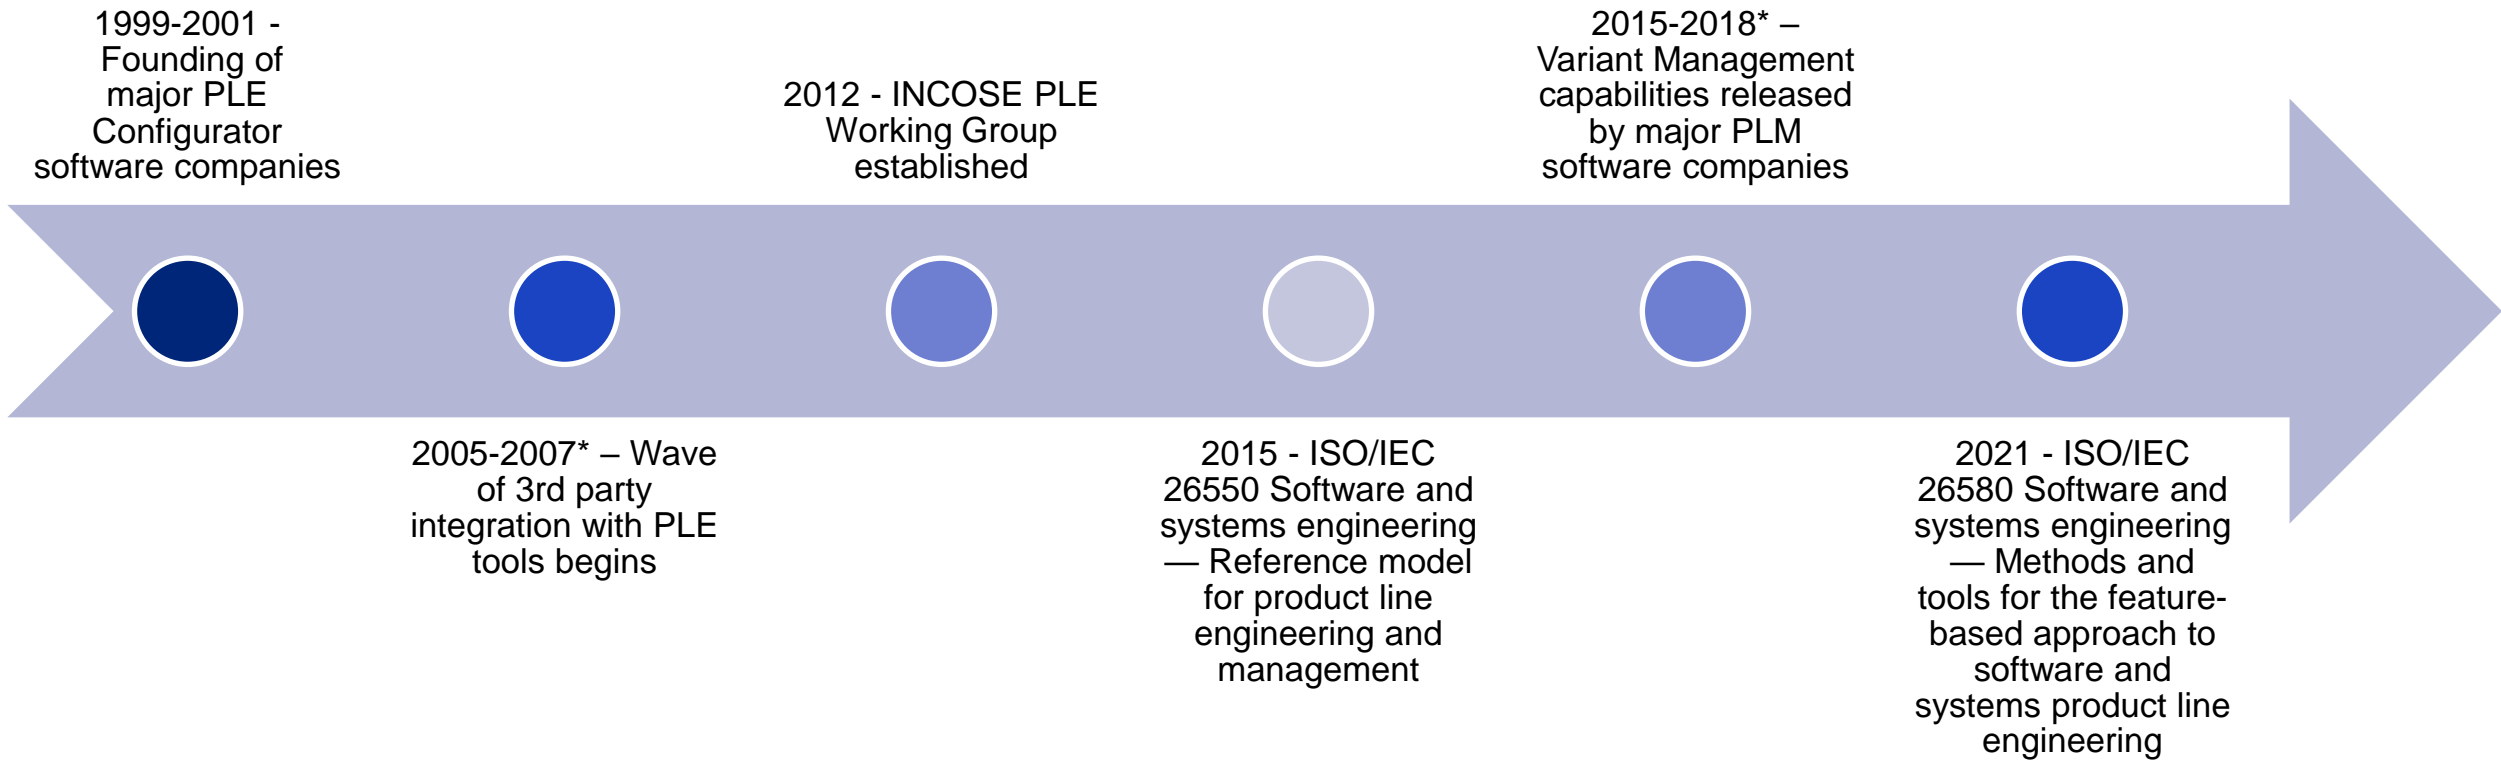 1999-2001 -
Founding of
major PLE
Configurator
software companies
2005-2007* – Wave
of 3rd party
integration with PLE
tools begins
2012 - INCOSE PLE
Working Group
established
2015 - ISO/IEC
26550 Software and
systems engineering
— Reference model
for product line
engineering and
management
2015-2018* –
Variant Management
capabilities released
by major PLM
software companies
2021 - ISO/IEC
26580 Software and
systems engineering
— Methods and
tools for the feature-
based approach to
software and
systems product line
engineering